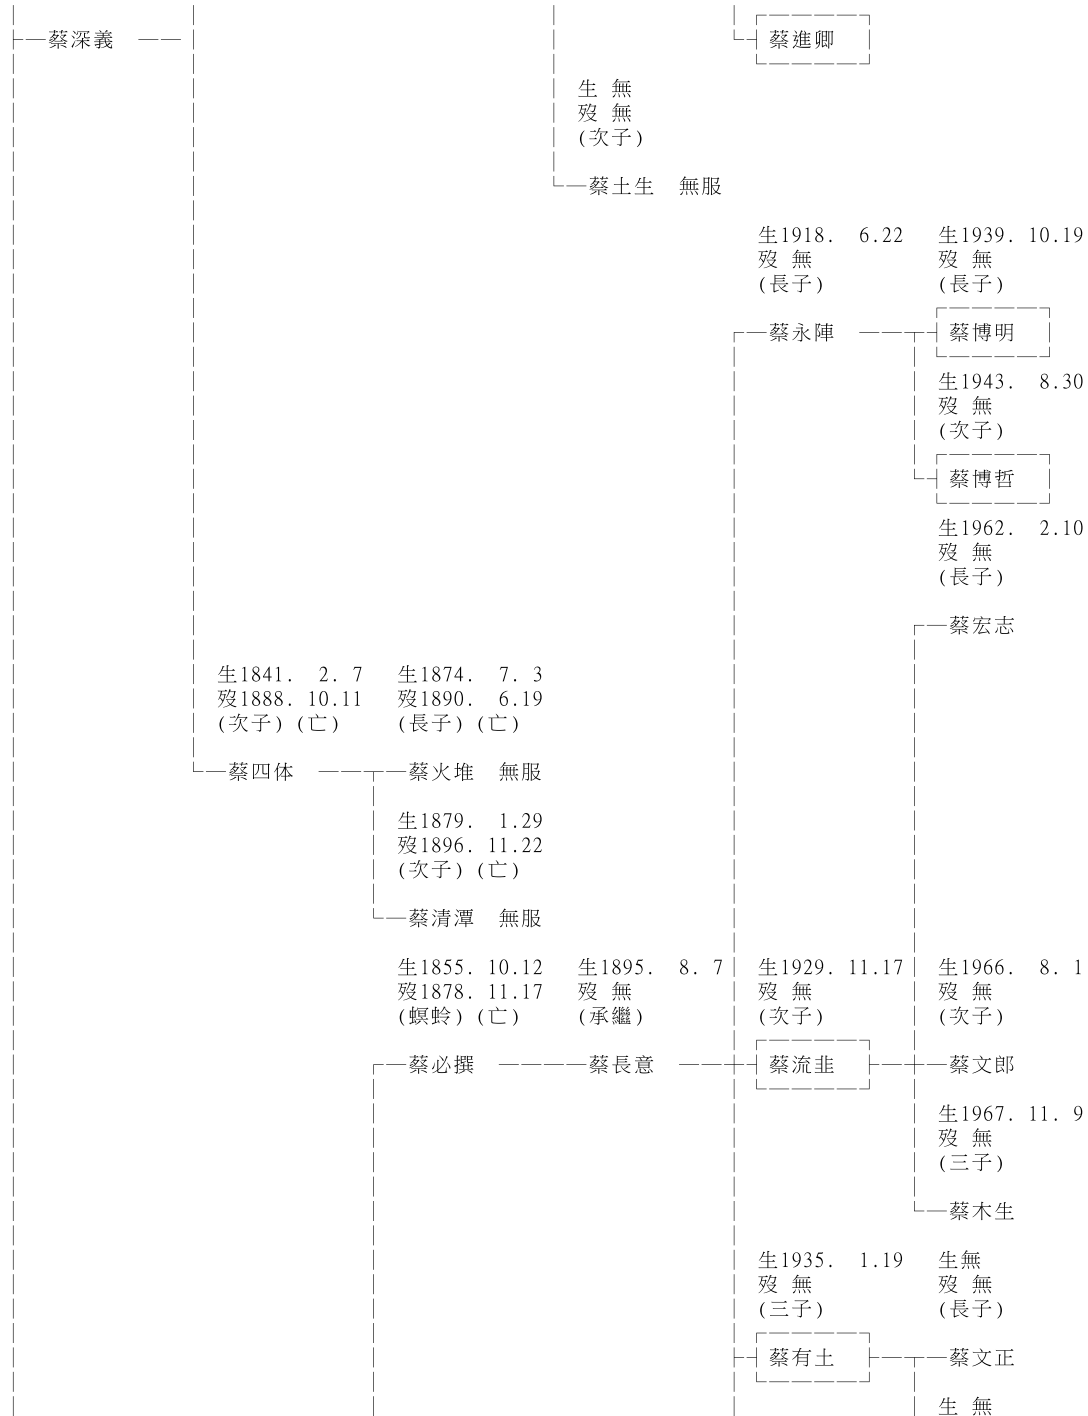 蔡深義 蔡進卿
生 無
歿 無
(次子)
蔡土生 無服
生1918. 6.22 生1939. 10.19
歿 無 歿 無
(長子) (長子)
蔡永陣 蔡博明
生1943. 8.30
歿 無
(次子)
蔡博哲
生1962. 2.10
歿 無
(長子)
蔡宏志
生1841. 2. 7 生1874. 7. 3
歿1888. 10.11 歿1890. 6.19
(次子)(亡) (長子)(亡)
蔡四体 蔡火堆 無服
生1879. 1.29
歿1896. 11.22
(次子)(亡)
蔡清潭 無服
生1855. 10.12 生1895. 8. 7 生1929. 11.17 生1966. 8. 1
歿1878. 11.17 歿 無 歿 無 歿 無
(螟蛉)(亡) (承繼) (次子) (次子)
蔡必撰 蔡長意 蔡流韭 蔡文郎
生1967. 11. 9
歿 無
(三子)
蔡木生
生1935. 1.19 生無
歿 無 歿 無
(三子) (長子)
蔡有土 蔡文正
生 無